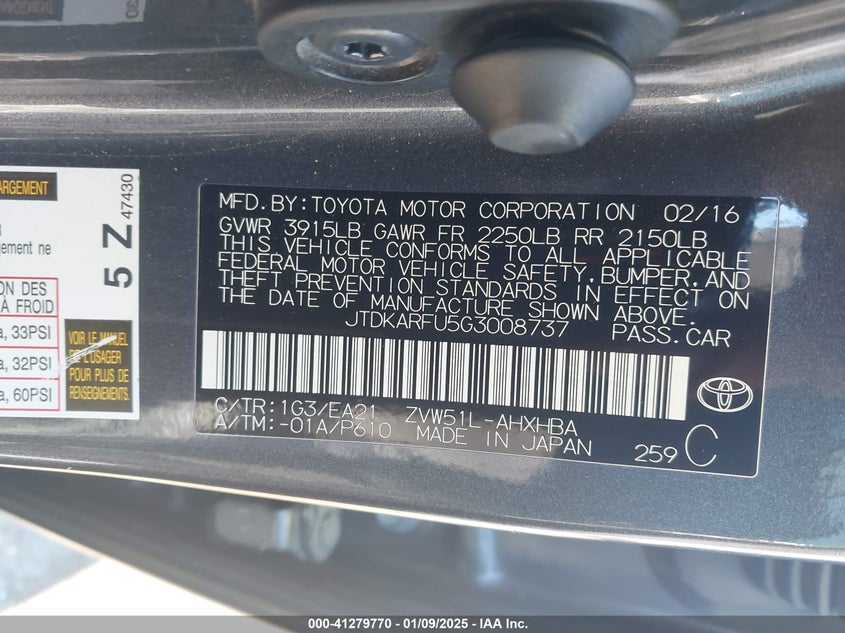 ARGEMENT
gement ne
ION DES
À FROID
a, 33PSI
a, 32PSI
a, 60PSI
5 Z 47430
VOIR LE MANUEL
DE L'USAGER
POUR PLUS DE
RENSEIGNEMENTS.
MFD.BY:TOYOTA MOTOR CORPORATION 02/16
GVWR 3915LB GAWR FR 2250LB RR 2150LB
THIS VEHICLE CONFORMS TO ALL APPLICABLE
FEDERAL MOTOR VEHICLE SAFETY,BUMPER,AND
THEFT PREVENTION STANDARDS IN EFFECT ON
THE DATE OF MANUFACTURE SHOWN ABOVE.
JTDKARFU5G3008737 PASS.CAR
C/TR:1G3/EA21 ZVW51L-AHXHBA
A/TM:-01A/P610 MADE IN JAPAN
259 C
000-41279770 - 01/09/2025 - IAA Inc.